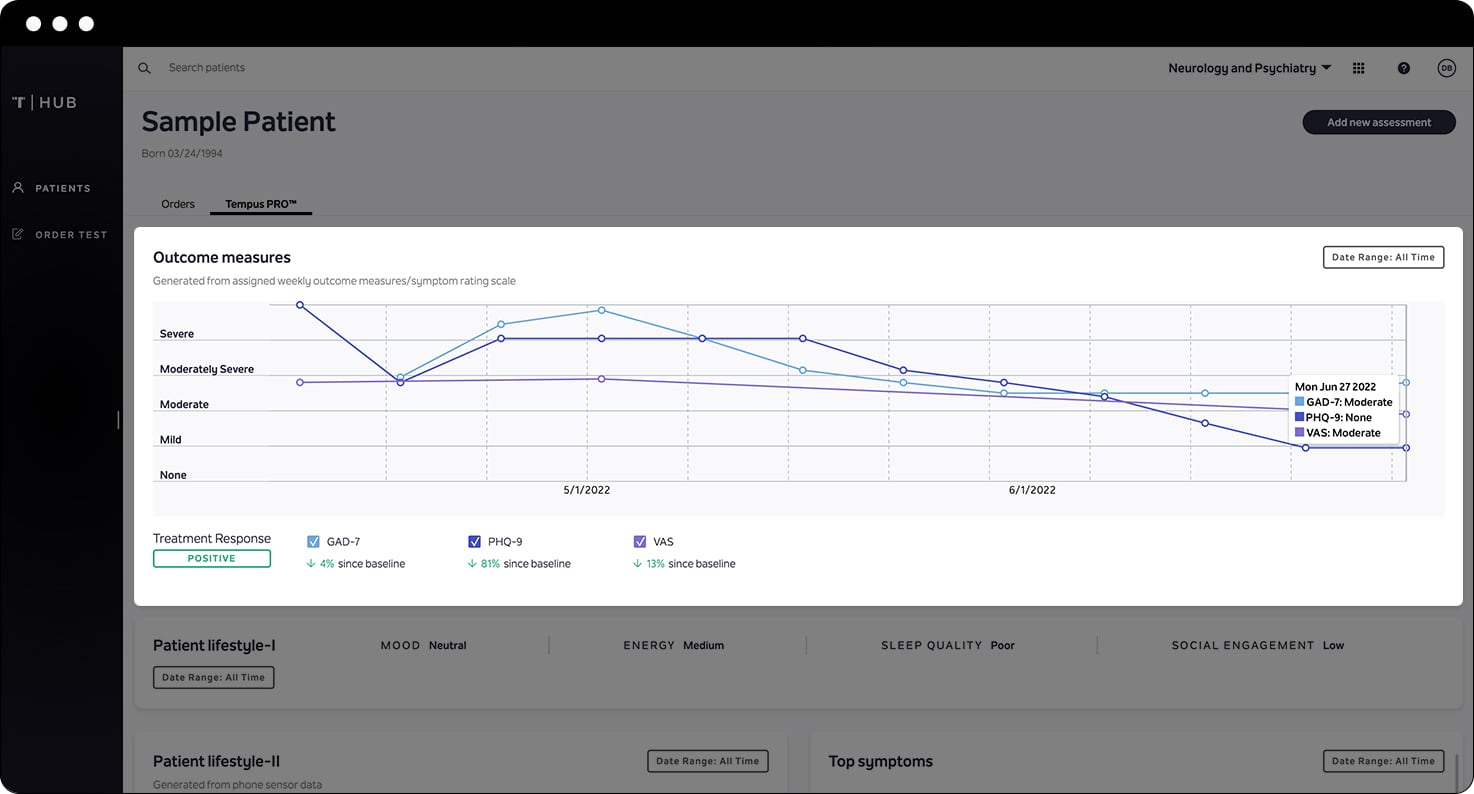 Search patients
Neurology and Psychiatry
DB
T | HUB
Sample Patient
Add new assessment
Born 03/24/1994
PATIENTS
Orders
Tempus PRO™
ORDER TEST
Outcome measures
Date Range: All Time
Generated from assigned weekly outcome measures/symptom rating scale
Severe
Moderately Severe
Moderate
Mild
None
Mon Jun 27 2022
GAD-7: Moderate
PHQ-9: None
VAS: Moderate
5/1/2022
6/1/2022
Treatment Response
POSITIVE
GAD-7
↓ 4% since baseline
PHQ-9
↓ 81% since baseline
VAS
↓ 13% since baseline
Patient lifestyle-I
Date Range: All Time
MOOD Neutral
ENERGY Medium
SLEEP QUALITY Poor
SOCIAL ENGAGEMENT Low
Patient lifestyle-II
Date Range: All Time
Generated from phone sensor data
Top symptoms
Date Range: All Time